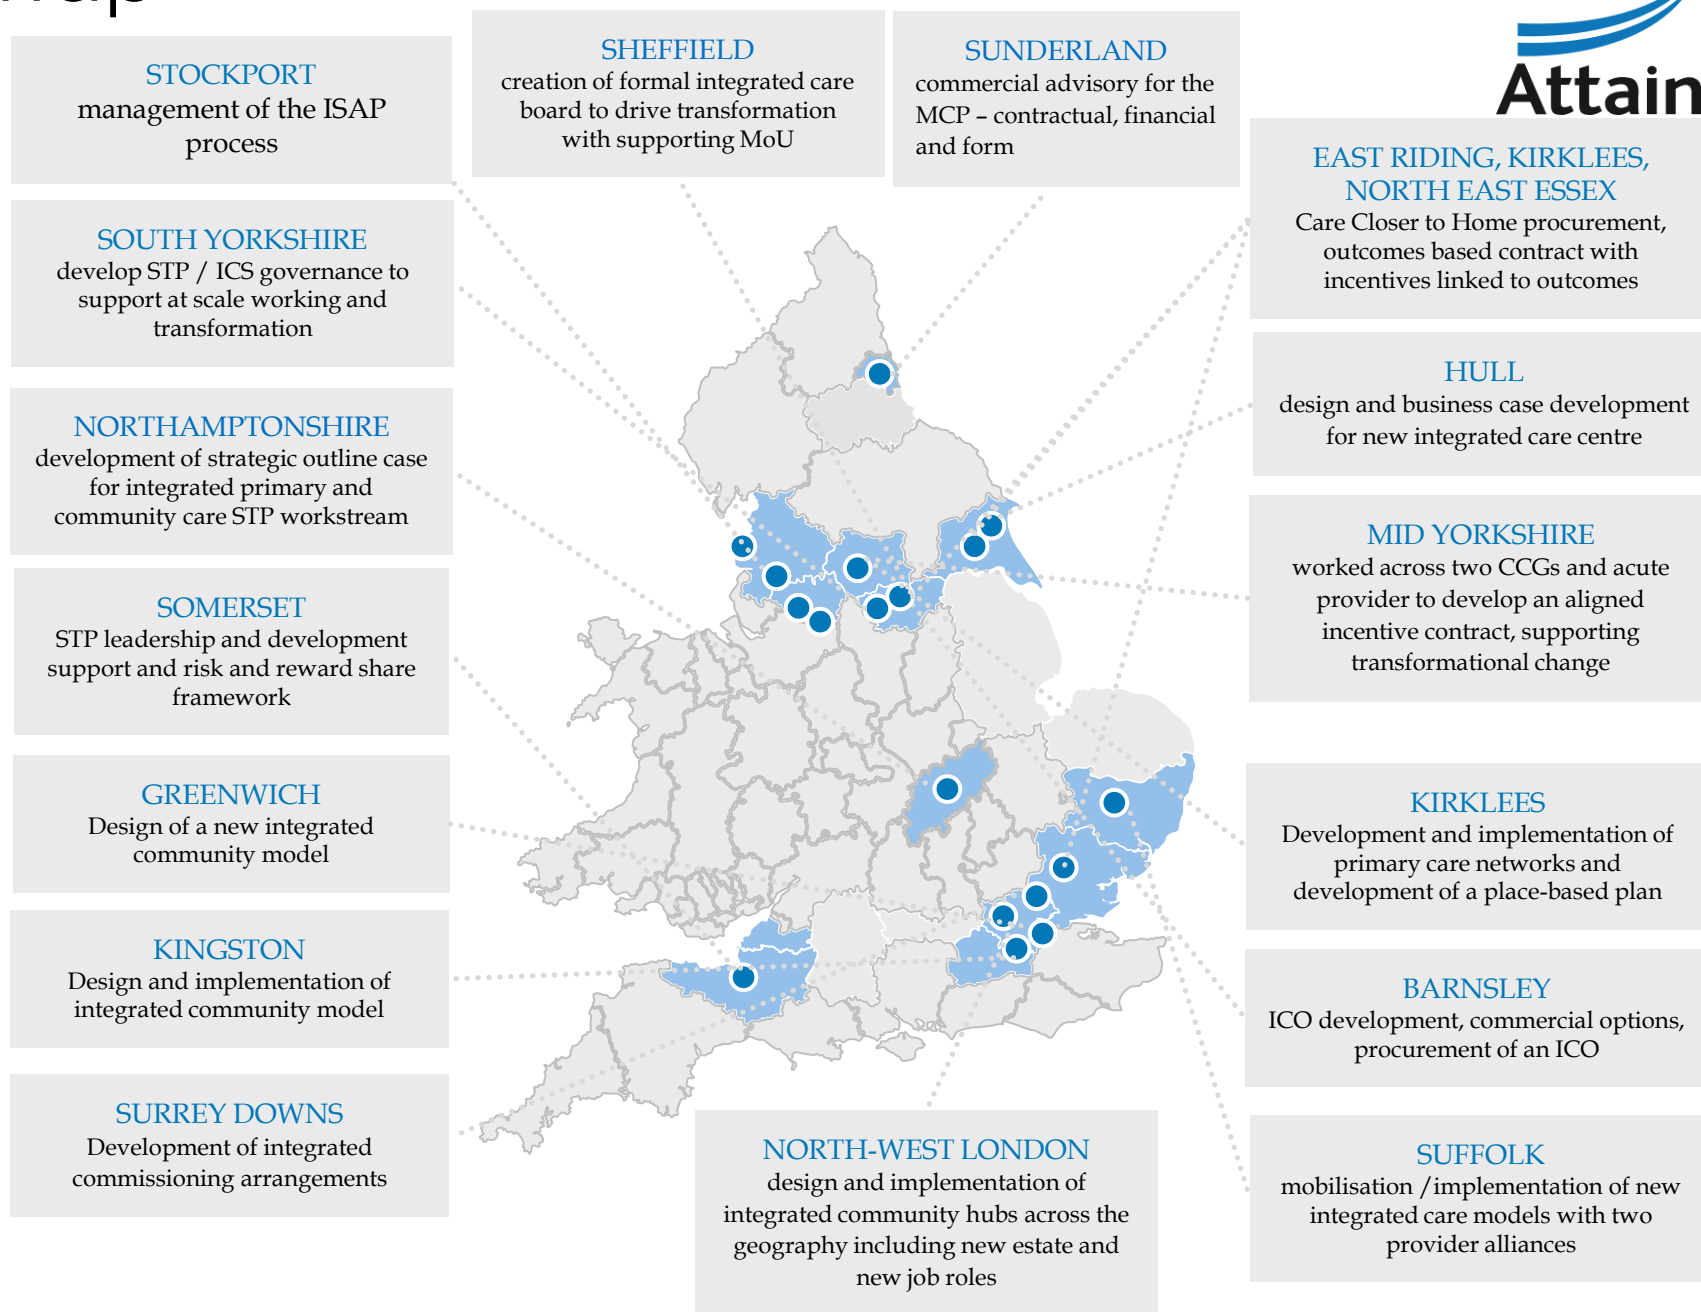 STOCKPORT
management of the ISAP
process
SHEFFIELD
creation of formal integrated care
board to drive transformation
with supporting MoU
SUNDERLAND
commercial advisory for the
MCP – contractual, financial
and form
Attain
EAST RIDING, KIRKLEES,
NORTH EAST ESSEX
Care Closer to Home procurement,
outcomes based contract with
incentives linked to outcomes
SOUTH YORKSHIRE
develop STP / ICS governance to
support at scale working and
transformation
HULL
design and business case development
for new integrated care centre
NORTHAMPTONSHIRE
development of strategic outline case
for integrated primary and
community care STP workstream
MID YORKSHIRE
worked across two CCGs and acute
provider to develop an aligned
incentive contract, supporting
transformational change
SOMERSET
STP leadership and development
support and risk and reward share
framework
GREENWICH
Design of a new integrated
community model
KIRKLEES
Development and implementation of
primary care networks and
development of a place-based plan
KINGSTON
Design and implementation of
integrated community model
BARNSLEY
ICO development, commercial options,
procurement of an ICO
SURREY DOWNS
Development of integrated
commissioning arrangements
NORTH-WEST LONDON
design and implementation of
integrated community hubs across the
geography including new estate and
new job roles
SUFFOLK
mobilisation /implementation of new
integrated care models with two
provider alliances